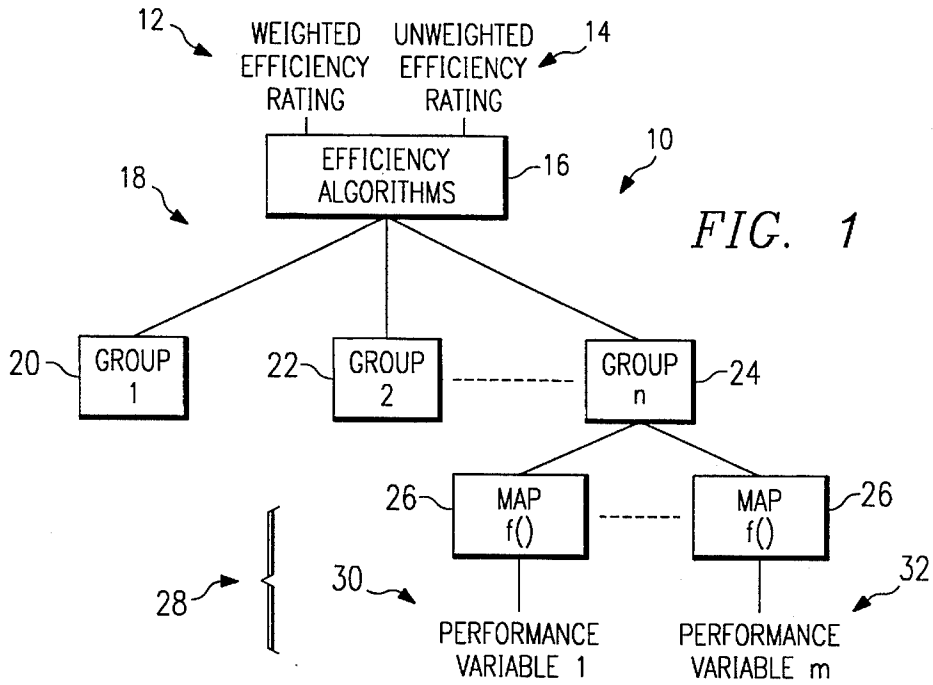 12
WEIGHTED
EFFICIENCY
RATING
UNWEIGHTED
EFFICIENCY
RATING
14
EFFICIENCY
ALGORITHMS
16
10
18
FIG. 1
20
GROUP
1
22
GROUP
2
GROUP
n
24
26
MAP
f()
MAP
f()
26
28
30
32
PERFORMANCE
VARIABLE 1
PERFORMANCE
VARIABLE m